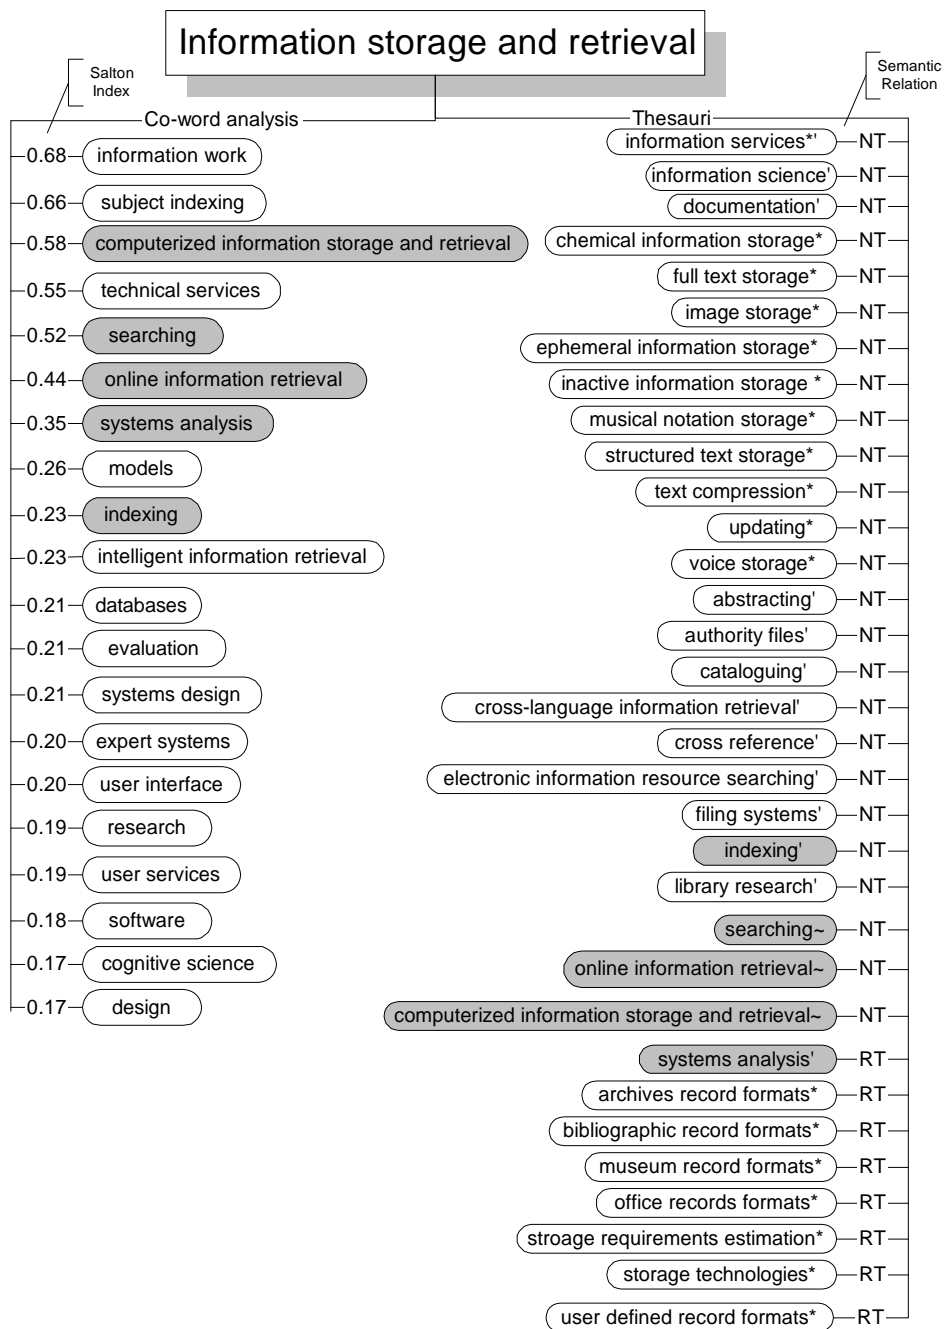 Information storage and retrieval
Salton
Index
Semantic
Relation
Co-word analysis
0.68 information work
0.66 subject indexing
0.58 computerized information storage and retrieval
0.55 technical services
0.52 searching
0.44 online information retrieval
0.35 systems analysis
0.26 models
0.23 indexing
0.23 intelligent information retrieval
0.21 databases
0.21 evaluation
0.21 systems design
0.20 expert systems
0.20 user interface
0.19 research
0.19 user services
0.18 software
0.17 cognitive science
0.17 design
Thesauri
information services*' NT
information science' NT
documentation' NT
chemical information storage* NT
full text storage* NT
image storage* NT
ephemeral information storage* NT
inactive information storage * NT
musical notation storage* NT
structured text storage* NT
text compression* NT
updating* NT
voice storage* NT
abstracting' NT
authority files' NT
cataloguing' NT
cross-language information retrieval' NT
cross reference' NT
electronic information resource searching' NT
filing systems' NT
indexing' NT
library research' NT
searching~ NT
online information retrieval~ NT
computerized information storage and retrieval~ NT
systems analysis' RT
archives record formats* RT
bibliographic record formats* RT
museum record formats* RT
office records formats* RT
stroage requirements estimation* RT
storage technologies* RT
user defined record formats* RT